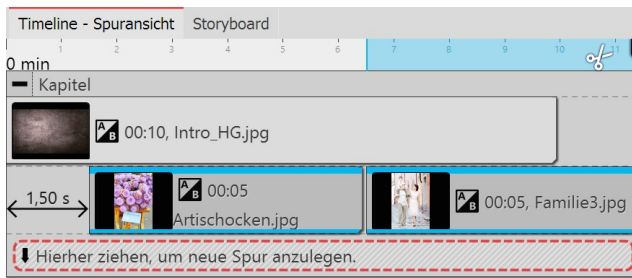 Timeline - Spuransicht Storyboard
1 2 3 4 5 6 7 8 9 10 11
0 min
Kapitel
A B 00:10, Intro_HG.jpg
1,50 s
A B 00:05
Artischocken.jpg
A B 00:05, Familie3.jpg
Hierher ziehen, um neue Spur anzulegen.